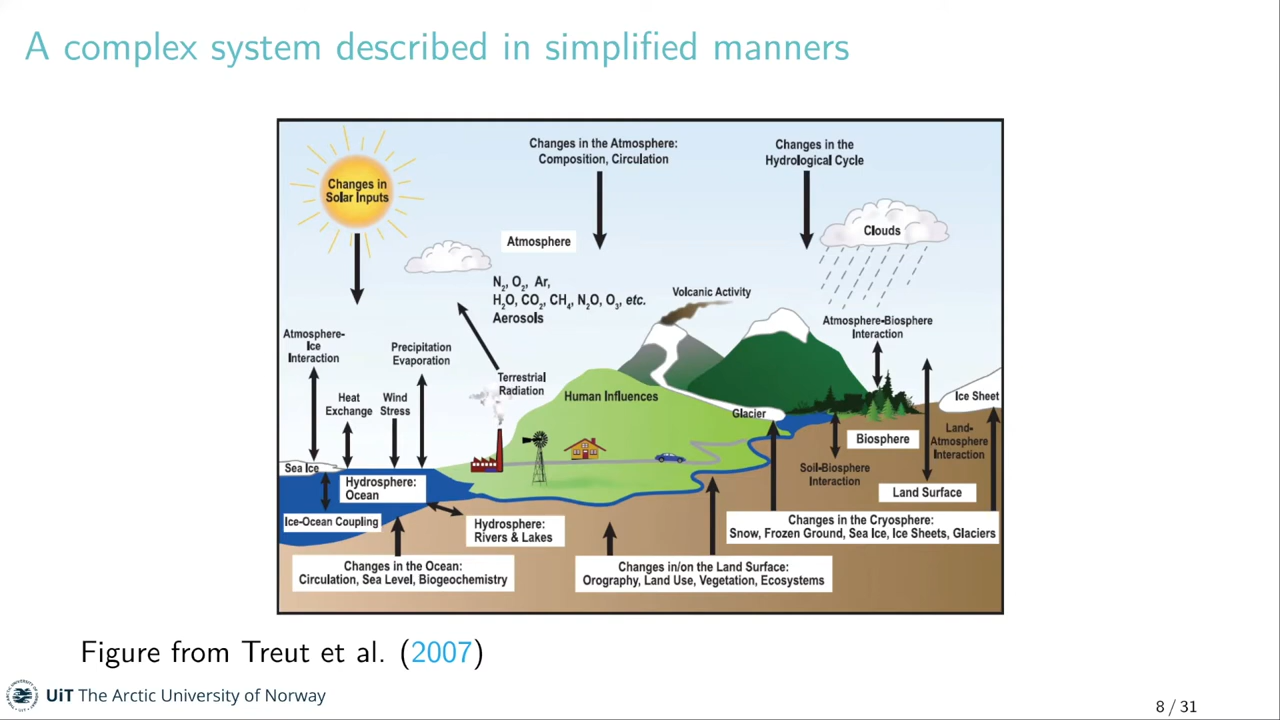 A complex system described in simplified manners
Changes in
Solar Inputs
Changes in the Atmosphere:
Composition, Circulation
Changes in the
Hydrological Cycle
Clouds
Atmosphere
N₂, O₂, Ar,
H₂O, CO₂, CH₄, N₂O, O₃, etc.
Aerosols
Volcanic Activity
Atmosphere-
Ice
Interaction
Precipitation
Evaporation
Atmosphere-Biosphere
Interaction
Terrestrial
Radiation
Heat
Exchange
Wind
Stress
Human Influences
Glacier
Ice Sheet
Land-
Atmosphere
Interaction
Biosphere
Soil-Biosphere
Interaction
Land Surface
Sea Ice
Hydrosphere:
Ocean
Ice-Ocean Coupling
Hydrosphere:
Rivers & Lakes
Changes in the Cryosphere:
Snow, Frozen Ground, Sea Ice, Ice Sheets, Glaciers
Changes in the Ocean:
Circulation, Sea Level, Biogeochemistry
Changes in/on the Land Surface:
Orography, Land Use, Vegetation, Ecosystems
Figure from Treut et al. (2007)
UiT The Arctic University of Norway
8 / 31